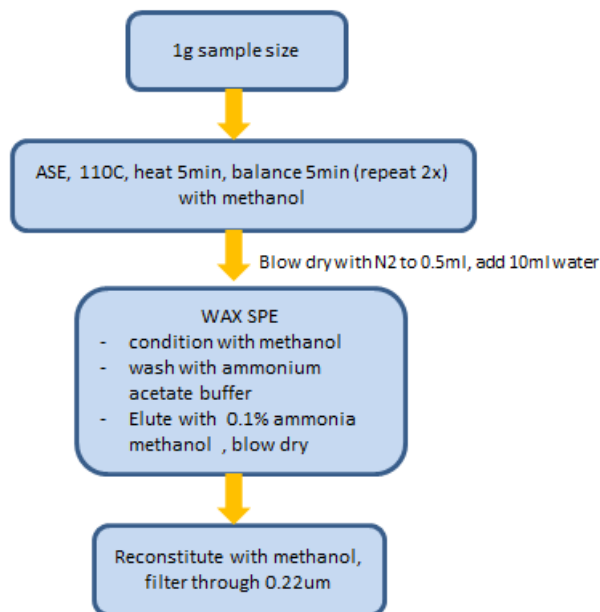 1g sample size
ASE, 110C, heat 5min, balance 5min (repeat 2x)
with methanol
Blow dry with N2 to 0.5ml, add 10ml water
WAX SPE
- condition with methanol
- wash with ammonium
acetate buffer
- Elute with 0.1% ammonia
methanol , blow dry
Reconstitute with methanol,
filter through 0.22um